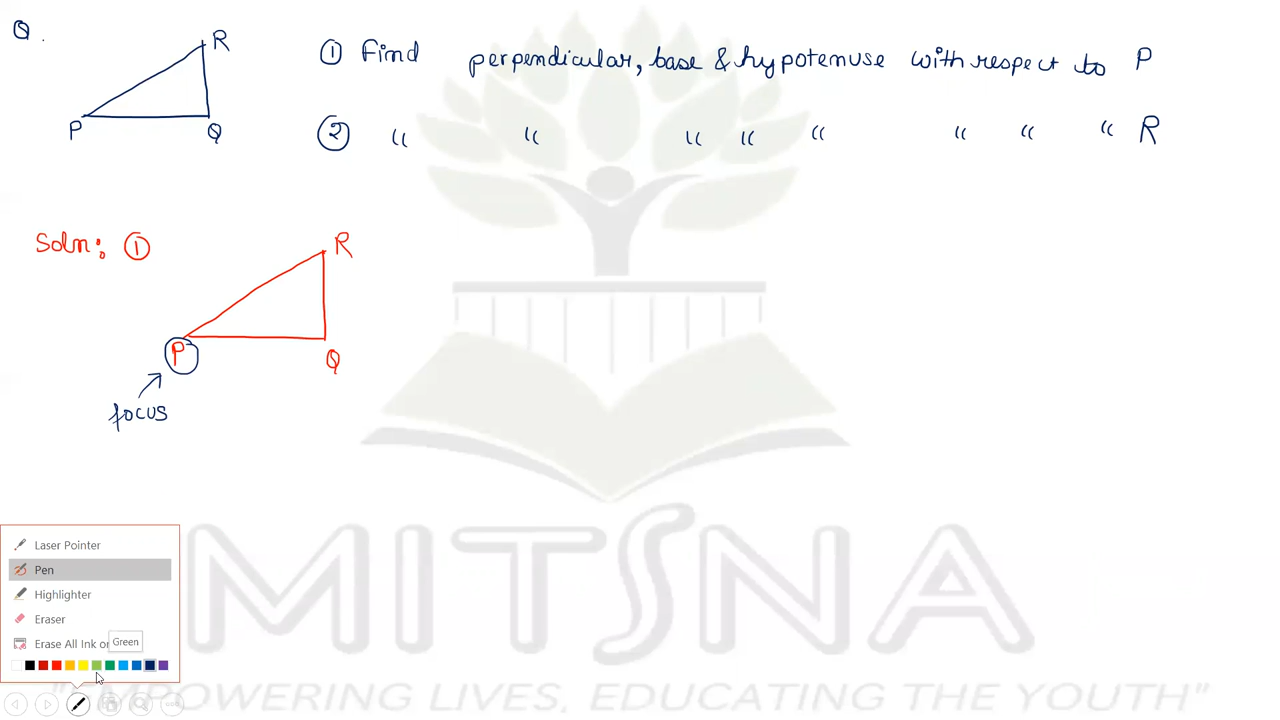 Q.
R
P
Q
① Find perpendicular, base & hypotenuse with respect to P
② " " " " " " " " R
Soln: ①
R
P
Q
focus
Laser Pointer
Pen
Highlighter
Eraser
Erase All Ink on
Green
MITSNA
"EMPOWERING LIVES, EDUCATING THE YOUTH"